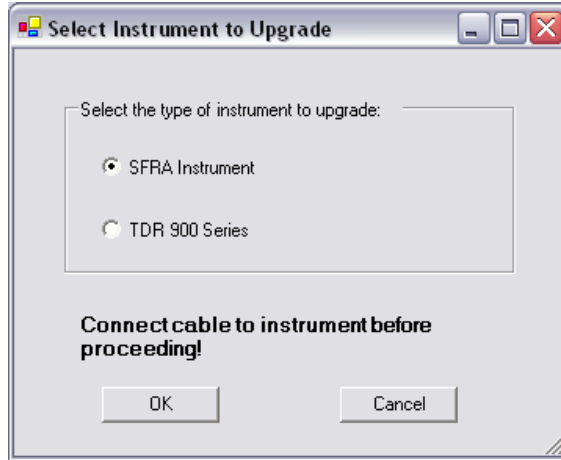 Select Instrument to Upgrade
Select the type of instrument to upgrade:
SFRA Instrument
TDR 900 Series
Connect cable to instrument before
proceeding!
OK
Cancel